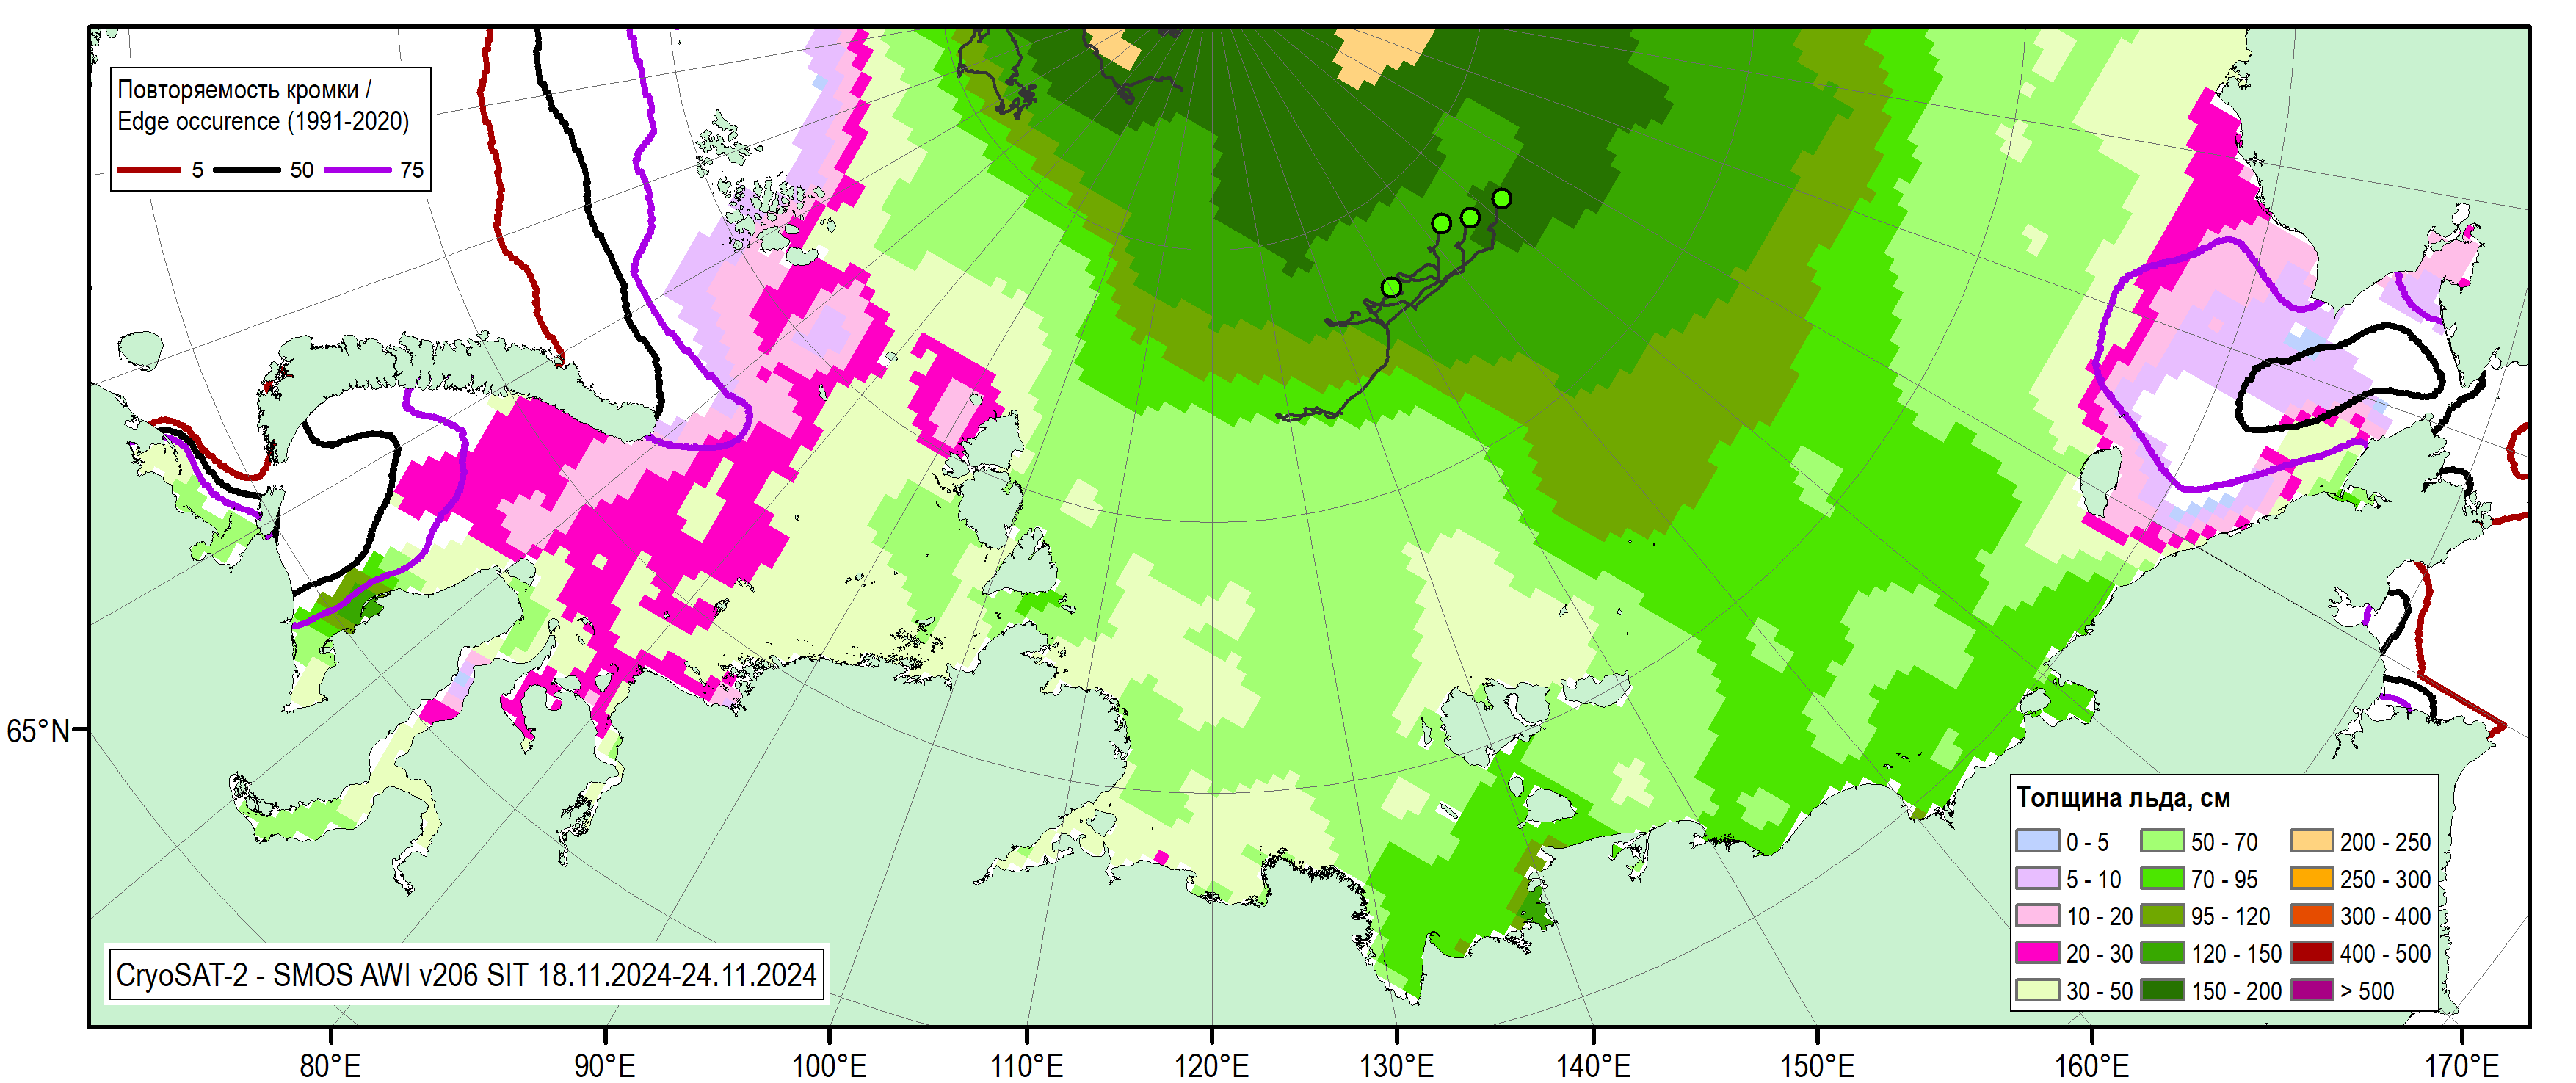 Повторяемость кромки /
Edge occurence (1991-2020)
5 50 75
65°N
Толщина льда, см
0 - 5 50 - 70 200 - 250
5 - 10 70 - 95 250 - 300
10 - 20 95 - 120 300 - 400
20 - 30 120 - 150 400 - 500
30 - 50 150 - 200 > 500
CryoSAT-2 - SMOS AWI v206 SIT 18.11.2024-24.11.2024
80°E 90°E 100°E 110°E 120°E 130°E 140°E 150°E 160°E 170°E